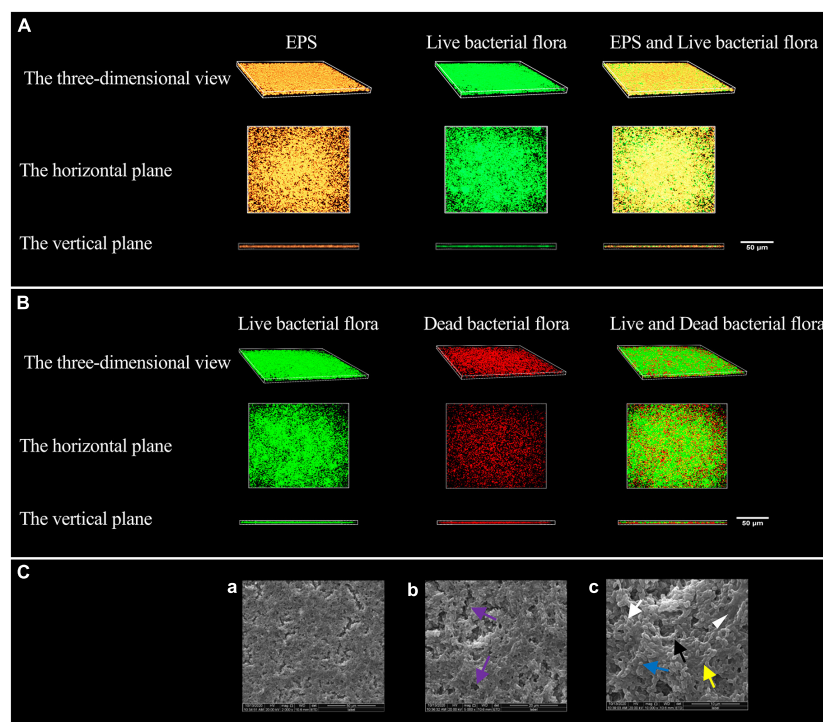 A
EPS Live bacterial flora EPS and Live bacterial flora
The three-dimensional view
The horizontal plane
The vertical plane
50 µm
B
Live bacterial flora Dead bacterial flora Live and Dead bacterial flora
The three-dimensional view
The horizontal plane
The vertical plane
50 µm
C
a b c